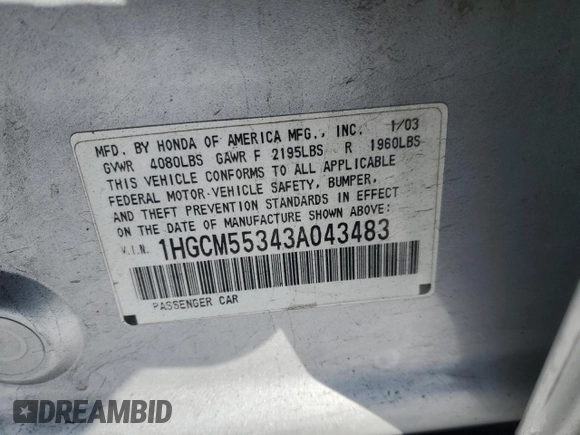 MFD. BY HONDA OF AMERICA MFG., INC. 1/03
GVWR 4080LBS GAWR F 2195LBS R 1960LBS
THIS VEHICLE CONFORMS TO ALL APPLICABLE
FEDERAL MOTOR-VEHICLE SAFETY, BUMPER,
AND THEFT PREVENTION STANDARDS IN EFFECT
ON THE DATE OF MANUFACTURE SHOWN ABOVE:
V.I.N. 1HGCM55343A043483
PASSENGER CAR
DREAMBID